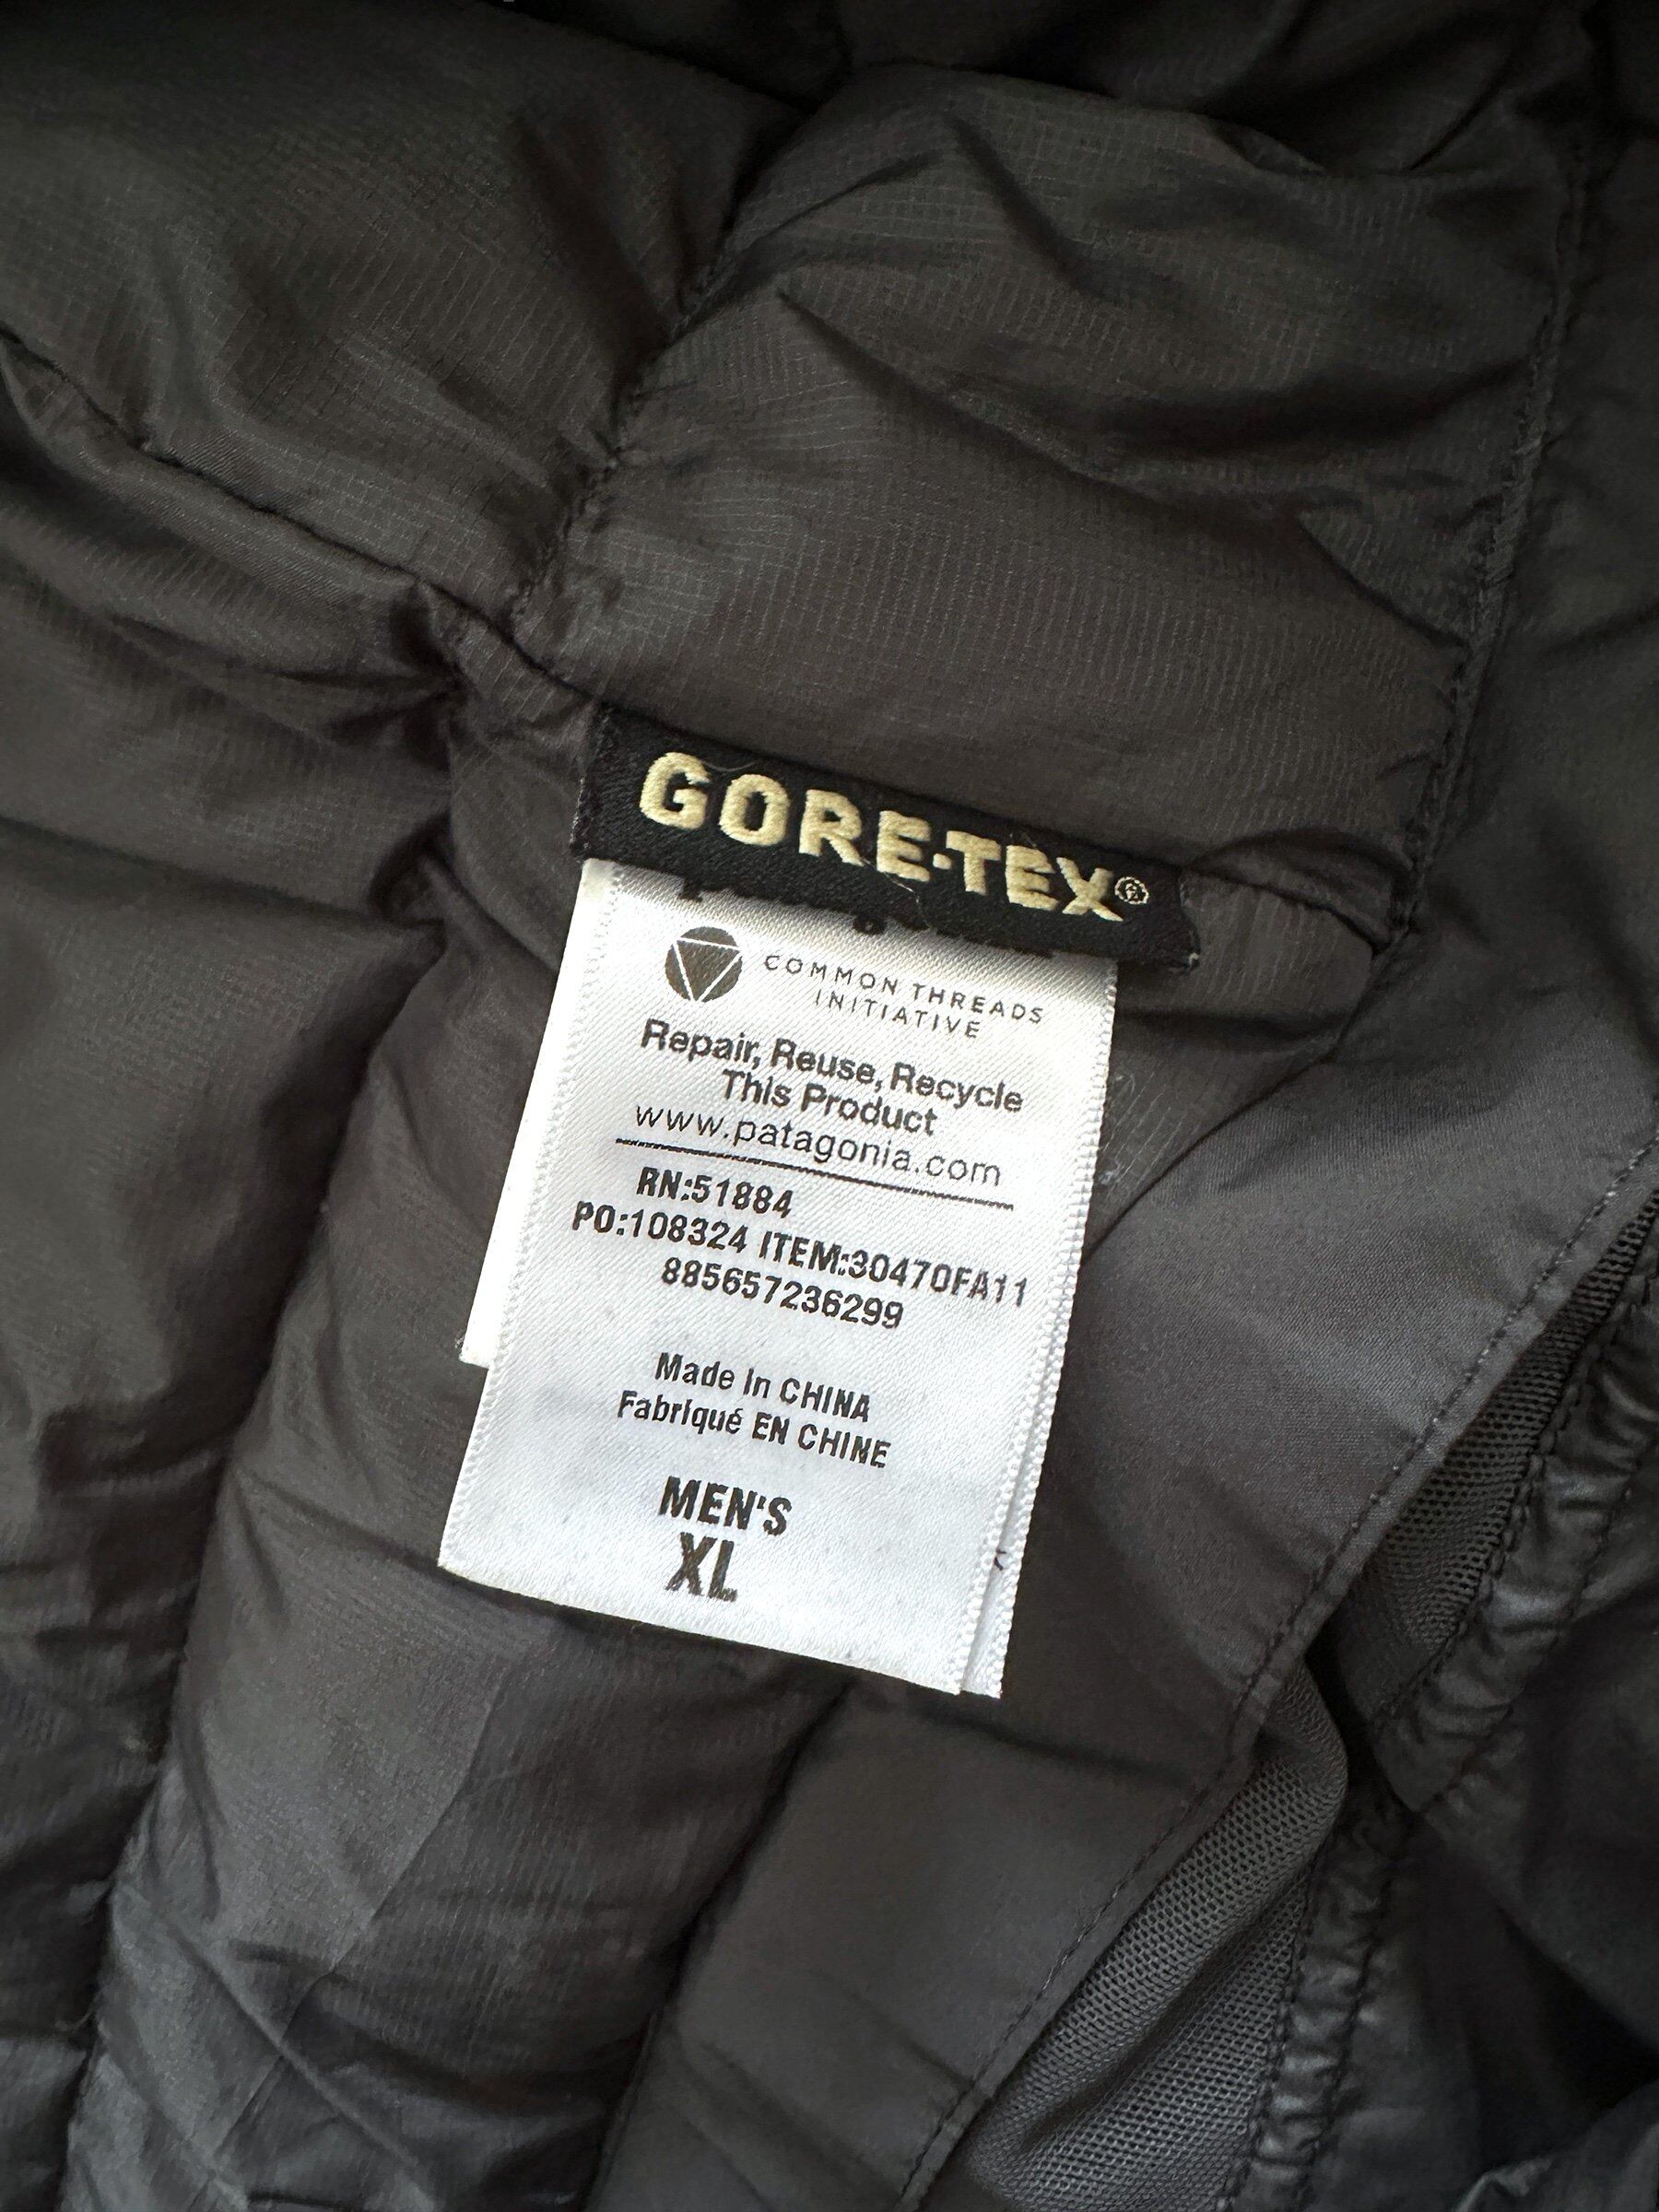 GORE-TEX®
COMMON THREADS
INITIATIVE
Repair, Reuse, Recycle
This Product
www.patagonia.com
RN:51884
PO:108324 ITEM:30470FA11
885657236299
Made In CHINA
Fabriqué EN CHINE
MEN'S
XL